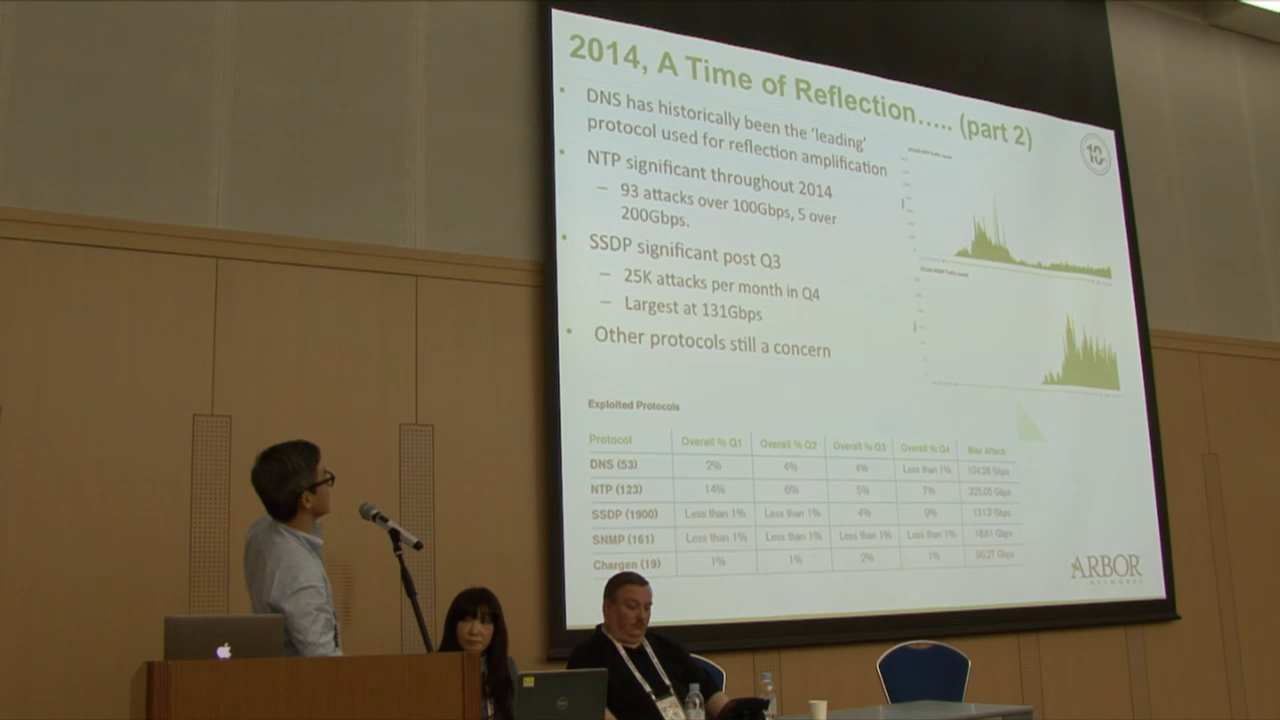 2014, A Time of Reflection….. (part 2)
• DNS has historically been the 'leading'
protocol used for reflection amplification
• NTP significant throughout 2014
– 93 attacks over 100Gbps, 5 over
200Gbps.
• SSDP significant post Q3
– 25K attacks per month in Q4
– Largest at 131Gbps
• Other protocols still a concern
10
Exploited Protocols
Protocol Overall % Q1 Overall % Q2 Overall % Q3 Overall % Q4 Max Attack
DNS (53) 2% 4% 4% Less than 1% Gbps
NTP (123) 14% 6% 5% 7% Gbps
SSDP (1900) Less than 1% Less than 1% 4% 131.2 Gbps
SNMP (161) Less than 1% Less than 1% Less than 1% Less than 1% Gbps
Chargen (19) 1% 1% 2% 1% Gbps
ARBOR
NETWORKS
DELL